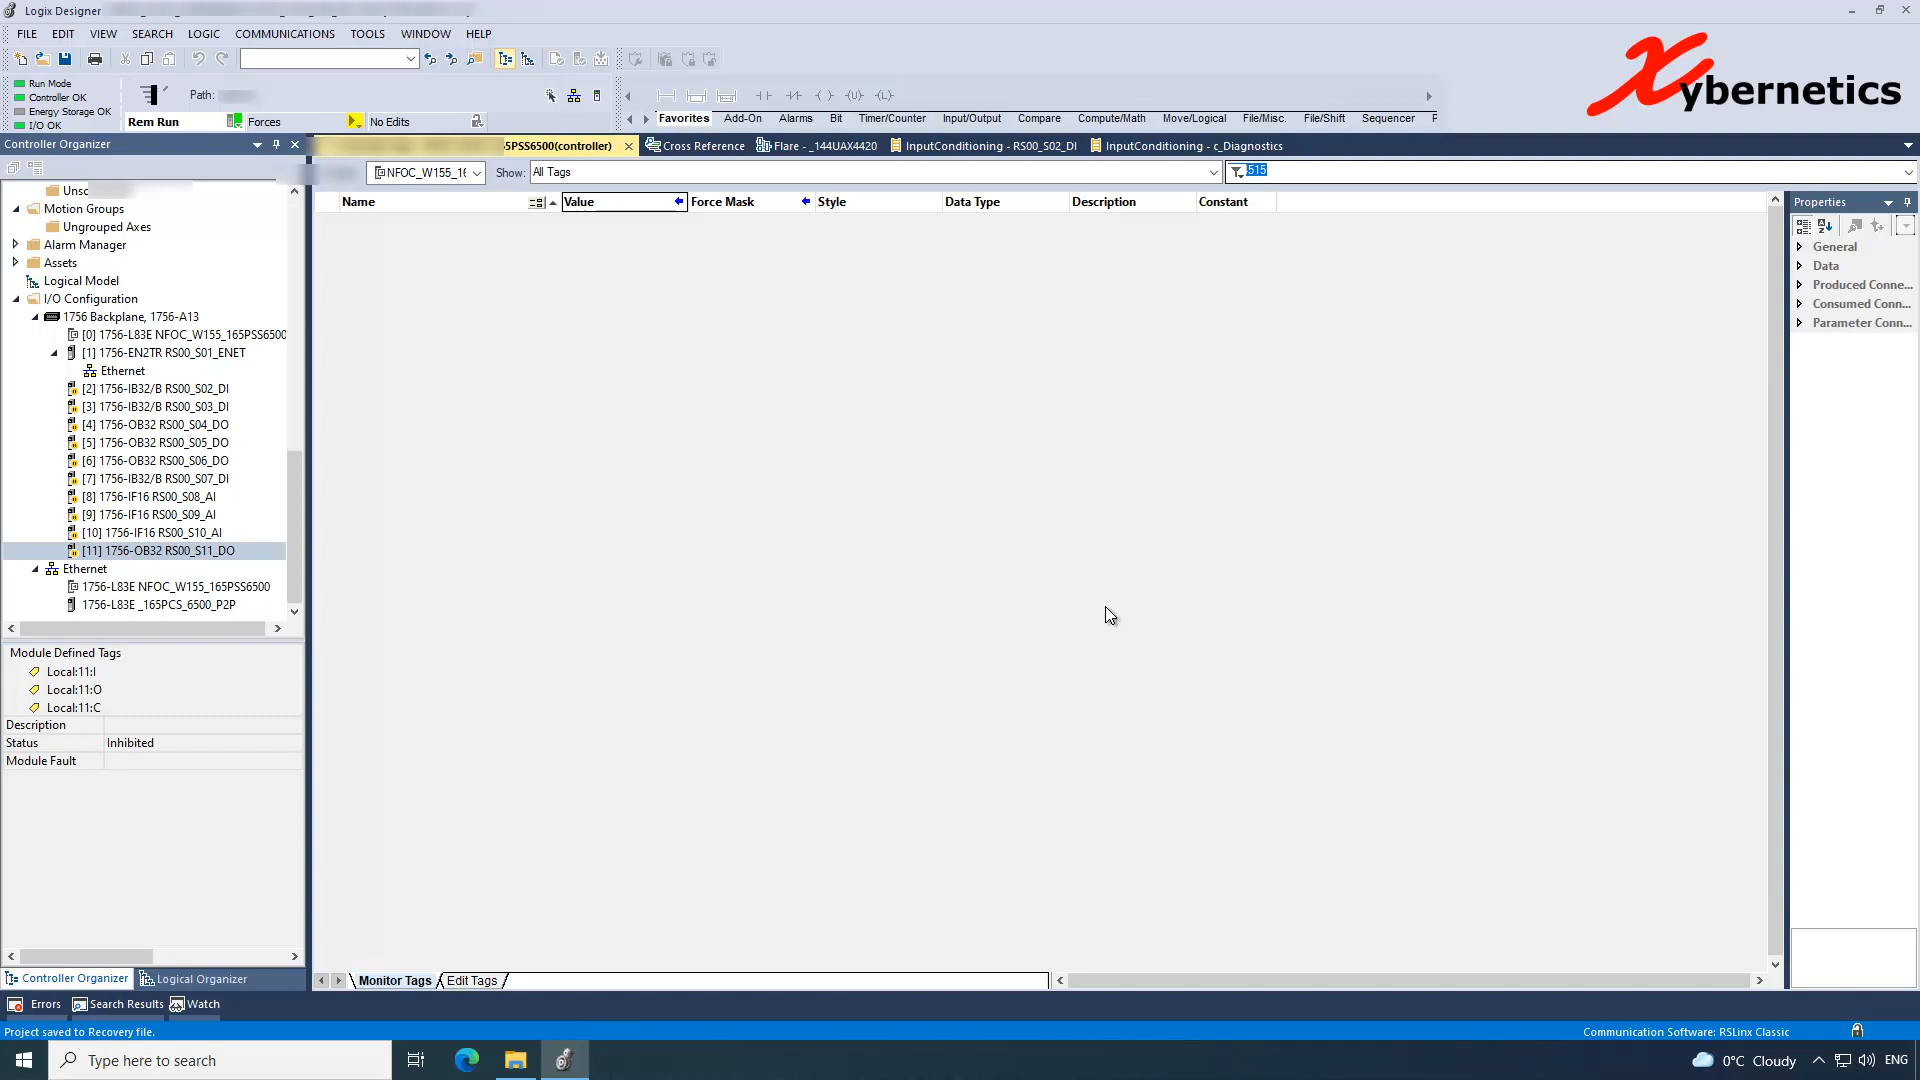 Logix Designer
FILE EDIT VIEW SEARCH LOGIC COMMUNICATIONS TOOLS WINDOW HELP
Xybernetics
Run Mode
Controller OK
Energy Storage OK
I/O OK
Path:
Rem Run
Forces
No Edits
Favorites Add-On Alarms Bit Timer/Counter Input/Output Compare Compute/Math Move/Logical File/Misc. File/Shift Sequencer
Controller Organizer
5PSS6500(controller)
Cross Reference
Flare - _144UAX4420
InputConditioning - RS00_S02_DI
InputConditioning - c_Diagnostics
NFOC_W155_16
Show: All Tags
515
Name Value Force Mask Style Data Type Description Constant
Properties
General
Data
Produced Conne...
Consumed Conn...
Parameter Conn...
Unsc
Motion Groups
Ungrouped Axes
Alarm Manager
Assets
Logical Model
I/O Configuration
1756 Backplane, 1756-A13
[0] 1756-L83E NFOC_W155_165PSS6500
[1] 1756-EN2TR RS00_S01_ENET
Ethernet
[2] 1756-IB32/B RS00_S02_DI
[3] 1756-IB32/B RS00_S03_DI
[4] 1756-OB32 RS00_S04_DO
[5] 1756-OB32 RS00_S05_DO
[6] 1756-OB32 RS00_S06_DO
[7] 1756-IB32/B RS00_S07_DI
[8] 1756-IF16 RS00_S08_AI
[9] 1756-IF16 RS00_S09_AI
[10] 1756-IF16 RS00_S10_AI
[11] 1756-OB32 RS00_S11_DO
Ethernet
1756-L83E NFOC_W155_165PSS6500
1756-L83E _165PCS_6500_P2P
Module Defined Tags
Local:11:I
Local:11:O
Local:11:C
Description
Status Inhibited
Module Fault
Controller Organizer
Logical Organizer
Monitor Tags
Edit Tags
Errors
Search Results
Watch
Project saved to Recovery file.
Communication Software: RSLinx Classic
Type here to search
0°C Cloudy
ENG